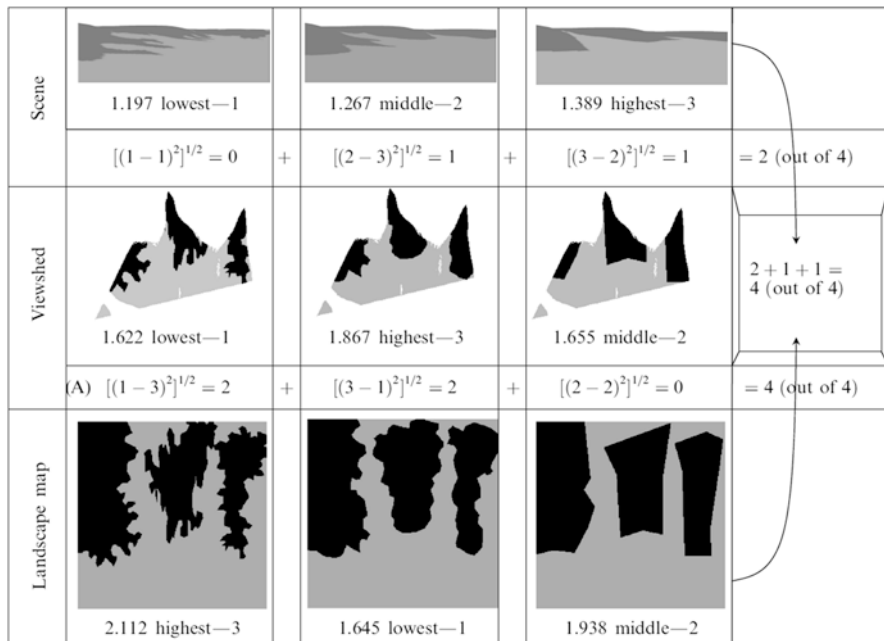 Scene
1.197 lowest—1
1.267 middle—2
1.389 highest—3
[(1 − 1)²]^1/2 = 0 + [(2 − 3)²]^1/2 = 1 + [(3 − 2)²]^1/2 = 1 = 2 (out of 4)
Viewshed
1.622 lowest—1
1.867 highest—3
1.655 middle—2
2 + 1 + 1 =
4 (out of 4)
(A) [(1 − 3)²]^1/2 = 2 + [(3 − 1)²]^1/2 = 2 + [(2 − 2)²]^1/2 = 0 = 4 (out of 4)
Landscape map
2.112 highest—3
1.645 lowest—1
1.938 middle—2